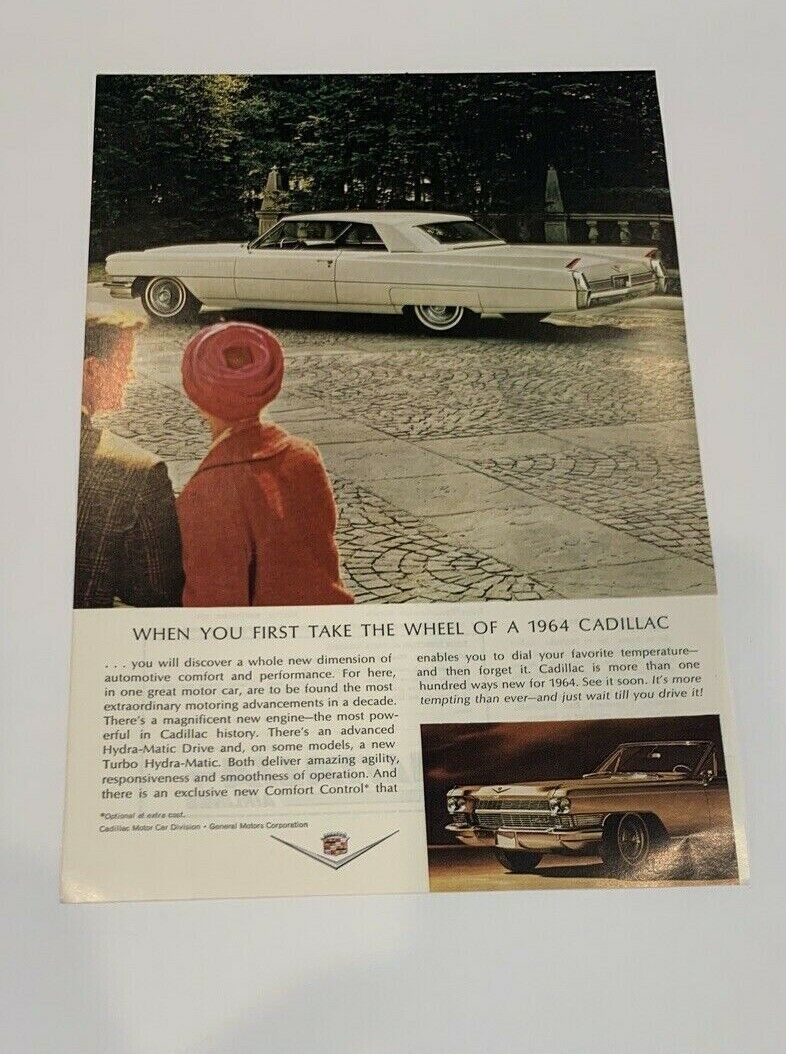 WHEN YOU FIRST TAKE THE WHEEL OF A 1964 CADILLAC
. . . you will discover a whole new dimension of
automotive comfort and performance. For here,
in one great motor car, are to be found the most
extraordinary motoring advancements in a decade.
There's a magnificent new engine—the most pow-
erful in Cadillac history. There's an advanced
Hydra-Matic Drive and, on some models, a new
Turbo Hydra-Matic. Both deliver amazing agility,
responsiveness and smoothness of operation. And
there is an exclusive new Comfort Control* that
enables you to dial your favorite temperature—
and then forget it. Cadillac is more than one
hundred ways new for 1964. See it soon. It's more
tempting than ever—and just wait till you drive it!
*Optional at extra cost.
Cadillac Motor Car Division • General Motors Corporation